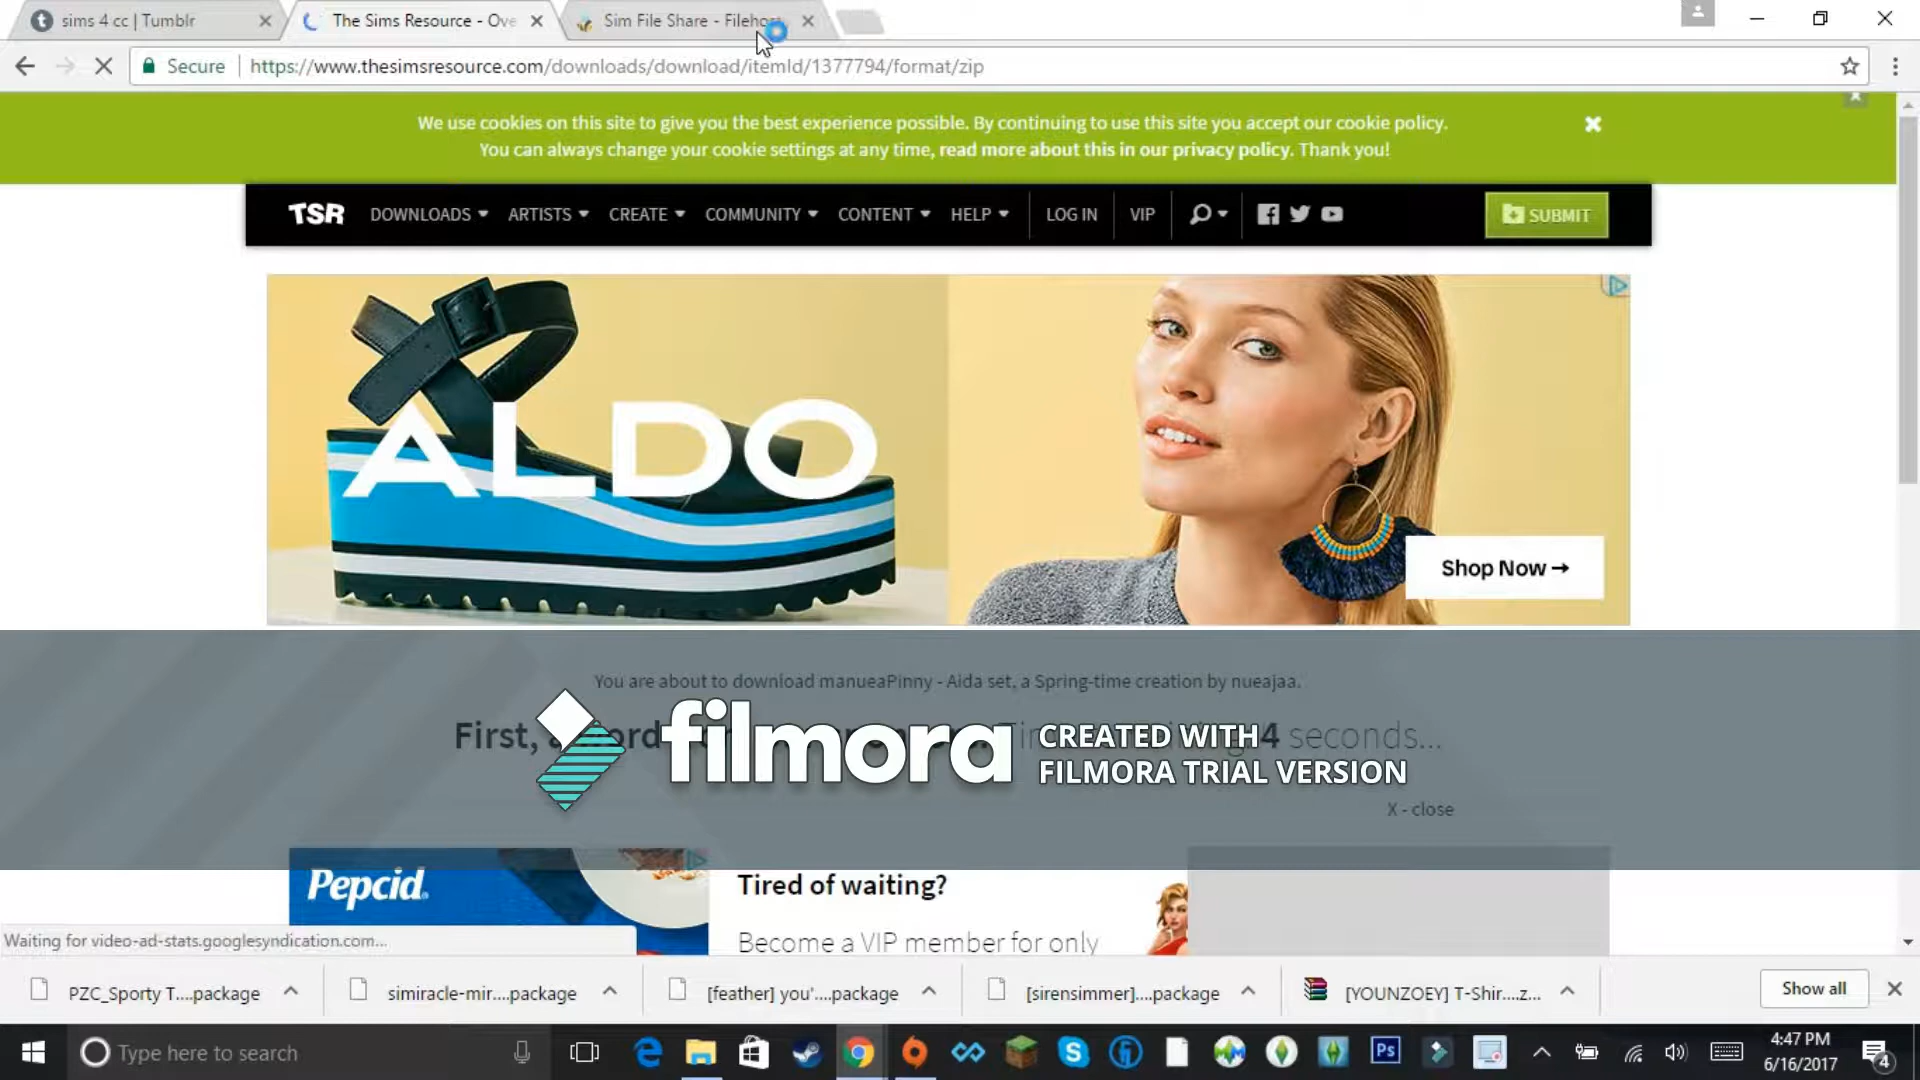 sims 4 cc | Tumblr
The Sims Resource - Ove
Sim File Share - Filehos
Secure
https://www.thesimsresource.com/downloads/download/itemId/1377794/format/zip
We use cookies on this site to give you the best experience possible. By continuing to use this site you accept our cookie policy.
You can always change your cookie settings at any time, read more about this in our privacy policy. Thank you!
TSR DOWNLOADS ARTISTS CREATE COMMUNITY CONTENT HELP LOG IN VIP SUBMIT
ALDO
Shop Now →
You are about to download manueaPinny - Aida set, a Spring-time creation by nueajaa.
First, 4 seconds...
filmora
CREATED WITH
FILMORA TRIAL VERSION
X - close
Pepcid
Tired of waiting?
Become a VIP member for only
Waiting for video-ad-stats.googlesyndication.com...
PZC_Sporty T....package
simiracle-mir....package
[feather] you'....package
[sirensimmer]....package
[YOUNZOEY] T-Shir....z...
Show all
Type here to search
Ps
4:47 PM
6/16/2017
4